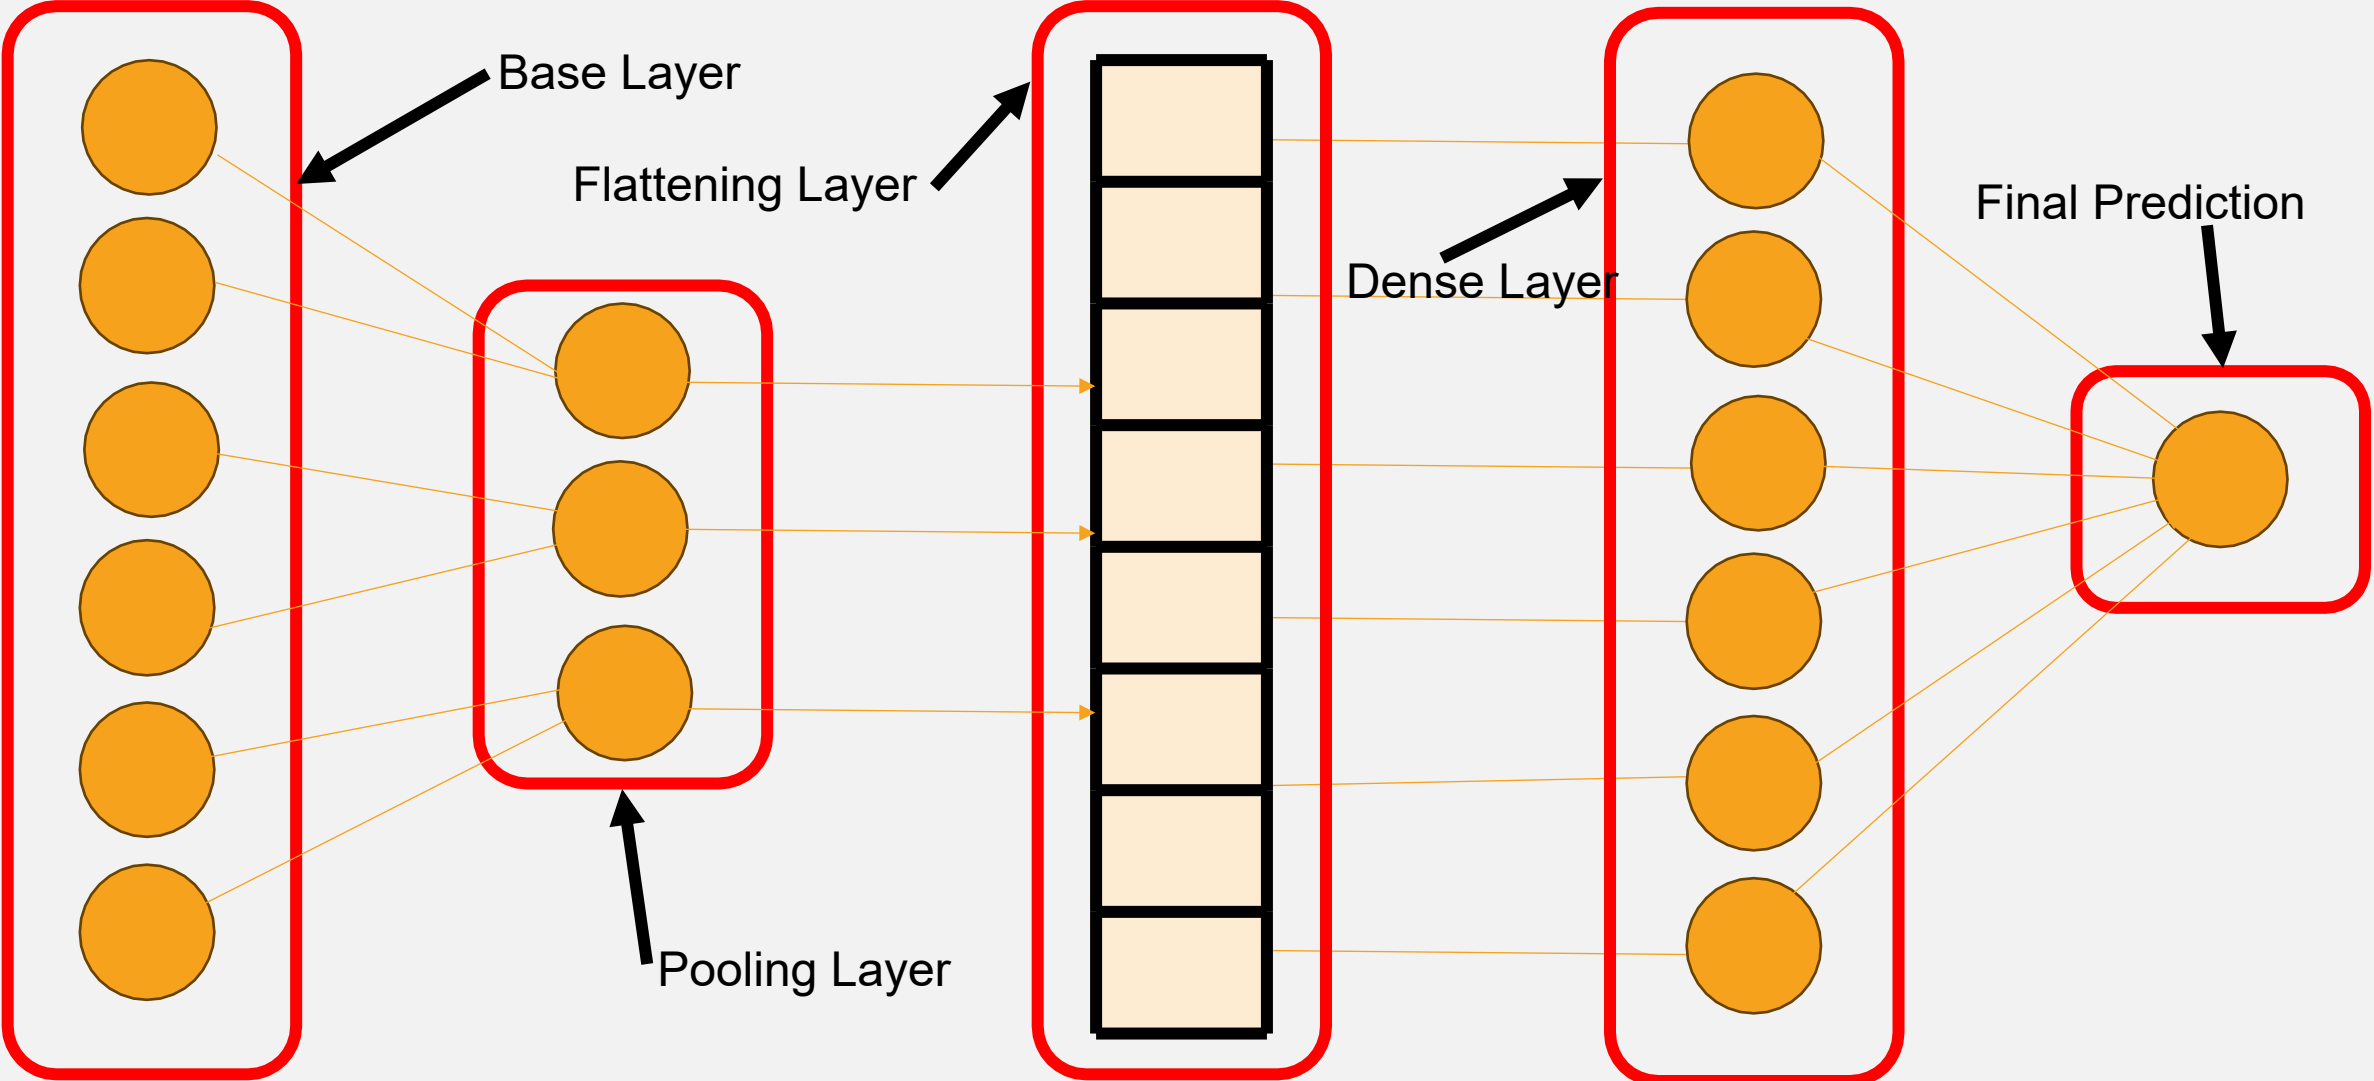 Base Layer
Flattening Layer
Dense Layer
Final Prediction
Pooling Layer